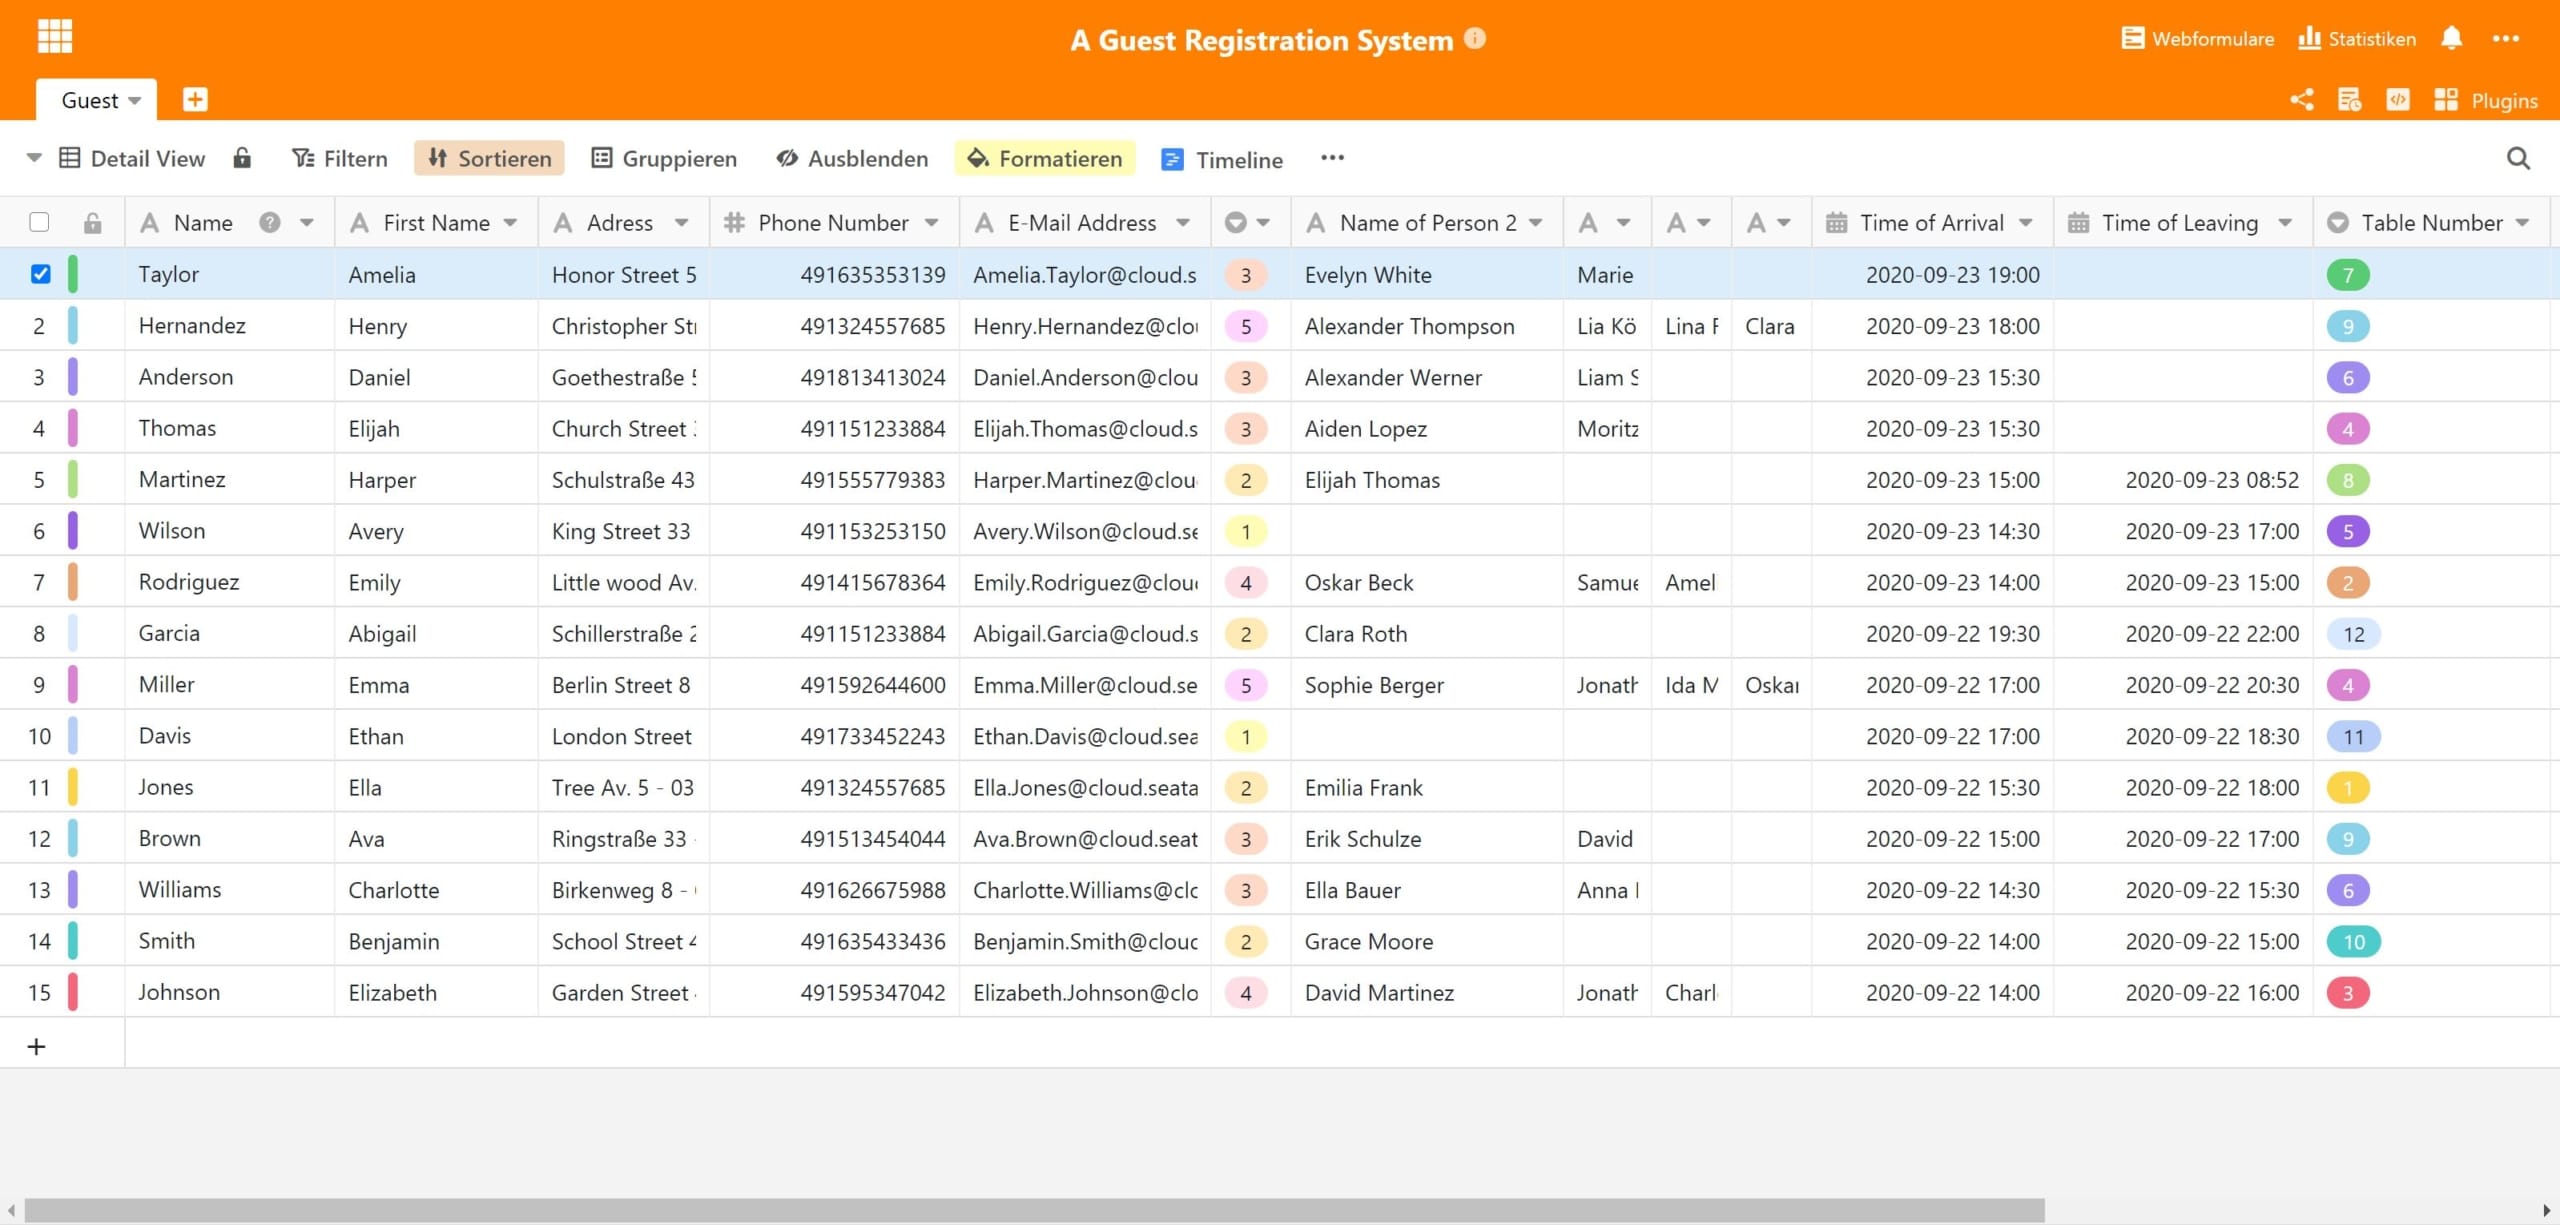 A Guest Registration System
Webformulare Statistiken
Guest
Plugins
Detail View Filtern Sortieren Gruppieren Ausblenden Formatieren Timeline
Name First Name Adress Phone Number E-Mail Address Name of Person 2 Time of Arrival Time of Leaving Table Number
Taylor Amelia Honor Street 5 491635353139 Amelia.Taylor@cloud.s 3 Evelyn White Marie 2020-09-23 19:00 7
2 Hernandez Henry Christopher 491324557685 Henry.Hernandez@clou 5 Alexander Thompson Lia Kö Lina Clara 2020-09-23 18:00 9
3 Anderson Daniel Goethestraße 491813413024 Daniel.Anderson@clou 3 Alexander Werner Liam S 2020-09-23 15:30 6
4 Thomas Elijah Church Street 491151233884 Elijah.Thomas@cloud.s 3 Aiden Lopez Moritz 2020-09-23 15:30 4
5 Martinez Harper Schulstraße 43 491555779383 Harper.Martinez@clou 2 Elijah Thomas 2020-09-23 15:00 2020-09-23 08:52 8
6 Wilson Avery King Street 33 491153253150 Avery.Wilson@cloud.se 1 2020-09-23 14:30 2020-09-23 17:00 5
7 Rodriguez Emily Little wood Av. 491415678364 Emily.Rodriguez@clou 4 Oskar Beck Samue Amel 2020-09-23 14:00 2020-09-23 15:00 2
8 Garcia Abigail Schillerstraße 2 491151233884 Abigail.Garcia@cloud.s 2 Clara Roth 2020-09-22 19:30 2020-09-22 22:00 12
9 Miller Emma Berlin Street 8 491592644600 Emma.Miller@cloud.se 5 Sophie Berger Jonath Ida M Oskar 2020-09-22 17:00 2020-09-22 20:30 4
10 Davis Ethan London Street 491733452243 Ethan.Davis@cloud.sea 1 2020-09-22 17:00 2020-09-22 18:30 11
11 Jones Ella Tree Av. 5 - 03 491324557685 Ella.Jones@cloud.seata 2 Emilia Frank 2020-09-22 15:30 2020-09-22 18:00 1
12 Brown Ava Ringstraße 33 - 491513454044 Ava.Brown@cloud.seat 3 Erik Schulze David 2020-09-22 15:00 2020-09-22 17:00 9
13 Williams Charlotte Birkenweg 8 - 491626675988 Charlotte.Williams@clo 3 Ella Bauer Anna 2020-09-22 14:30 2020-09-22 15:30 6
14 Smith Benjamin School Street 4 491635433436 Benjamin.Smith@cloud 2 Grace Moore 2020-09-22 14:00 2020-09-22 15:00 10
15 Johnson Elizabeth Garden Street 491595347042 Elizabeth.Johnson@clo 4 David Martinez Jonath Charl 2020-09-22 14:00 2020-09-22 16:00 3